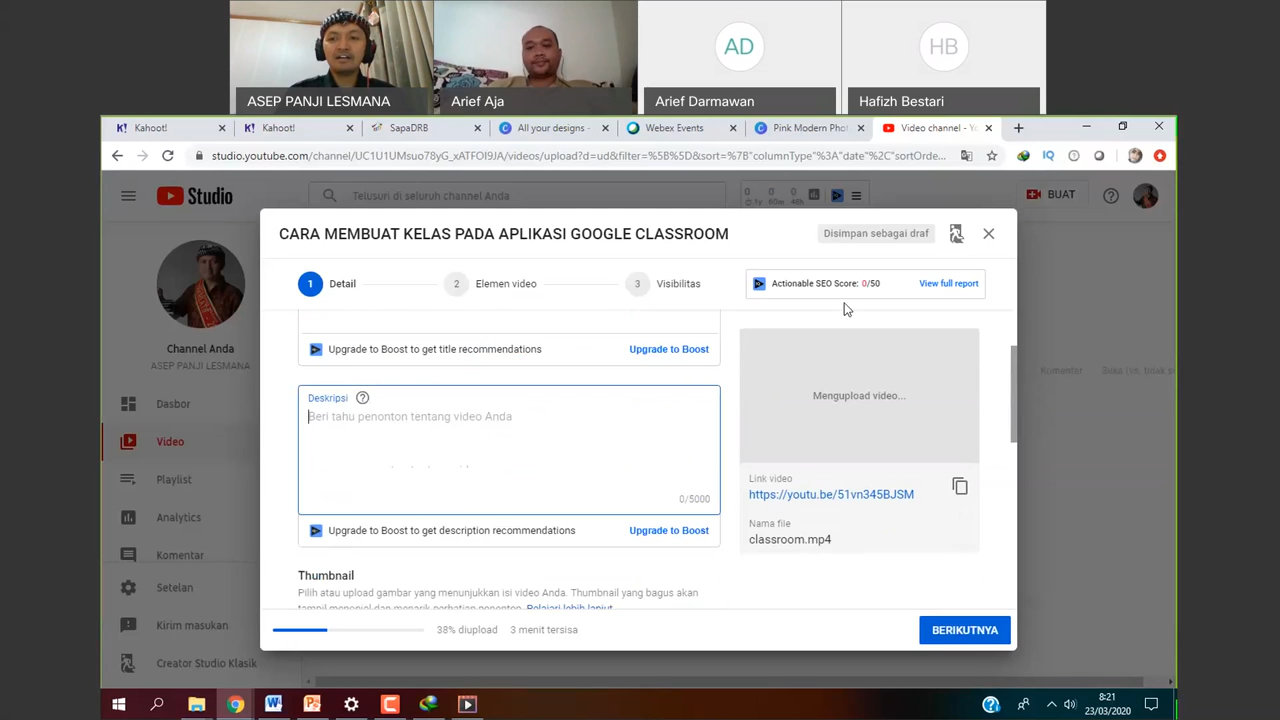 AD
HB
ASEP PANJI LESMANA
Arief Aja
Arief Darmawan
Hafizh Bestari
Kahoot!
Kahoot!
SapaDRB
All your designs -
Webex Events
Pink Modern Pho
Video channel - Y
studio.youtube.com/channel/UC1U1UMsuo78yG_xATFOI9JA/videos/upload?d=ud&filter=%5B%5D&sort=%7B"columnType"%3A"date"%2C"sortOrde...
Studio
Telusuri di seluruh channel Anda
0 0 0
BUAT
CARA MEMBUAT KELAS PADA APLIKASI GOOGLE CLASSROOM
Disimpan sebagai draf
1 Detail
2 Elemen video
3 Visibilitas
Actionable SEO Score: 0/50
View full report
Channel Anda
ASEP PANJI LESMANA
Dasbor
Video
Playlist
Analytics
Komentar
Setelan
Kirim masukan
Creator Studio Klasik
Upgrade to Boost to get title recommendations
Upgrade to Boost
Deskripsi
Beri tahu penonton tentang video Anda
0/5000
Upgrade to Boost to get description recommendations
Upgrade to Boost
Thumbnail
Pilih atau upload gambar yang menunjukkan isi video Anda. Thumbnail yang bagus akan
tampil menonjol dan menarik perhatian penonton. Pelajari lebih lanjut
Mengupload video...
Link video
https://youtu.be/51vn345BJSM
Nama file
classroom.mp4
Komentar
38% diupload
3 menit tersisa
BERIKUTNYA
8:21
23/03/2020